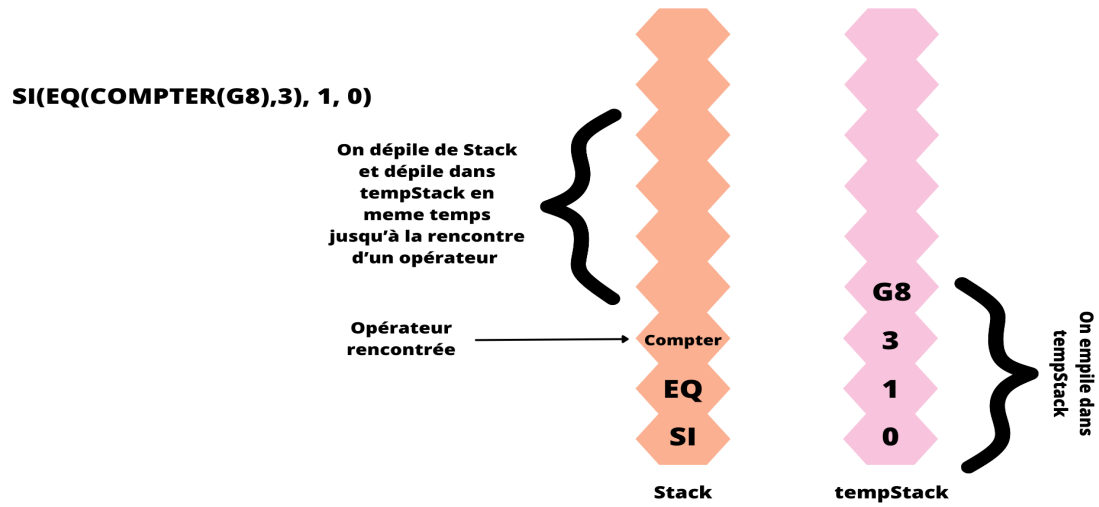 SI(EQ(COMPTER(G8),3), 1, 0)
On dépile de Stack
et dépile dans
tempStack en
meme temps
jusqu'à la rencontre
d'un opérateur
Opérateur
rencontrée
Compter
EQ
SI
Stack
G8
3
1
0
tempStack
On empile dans
tempStack